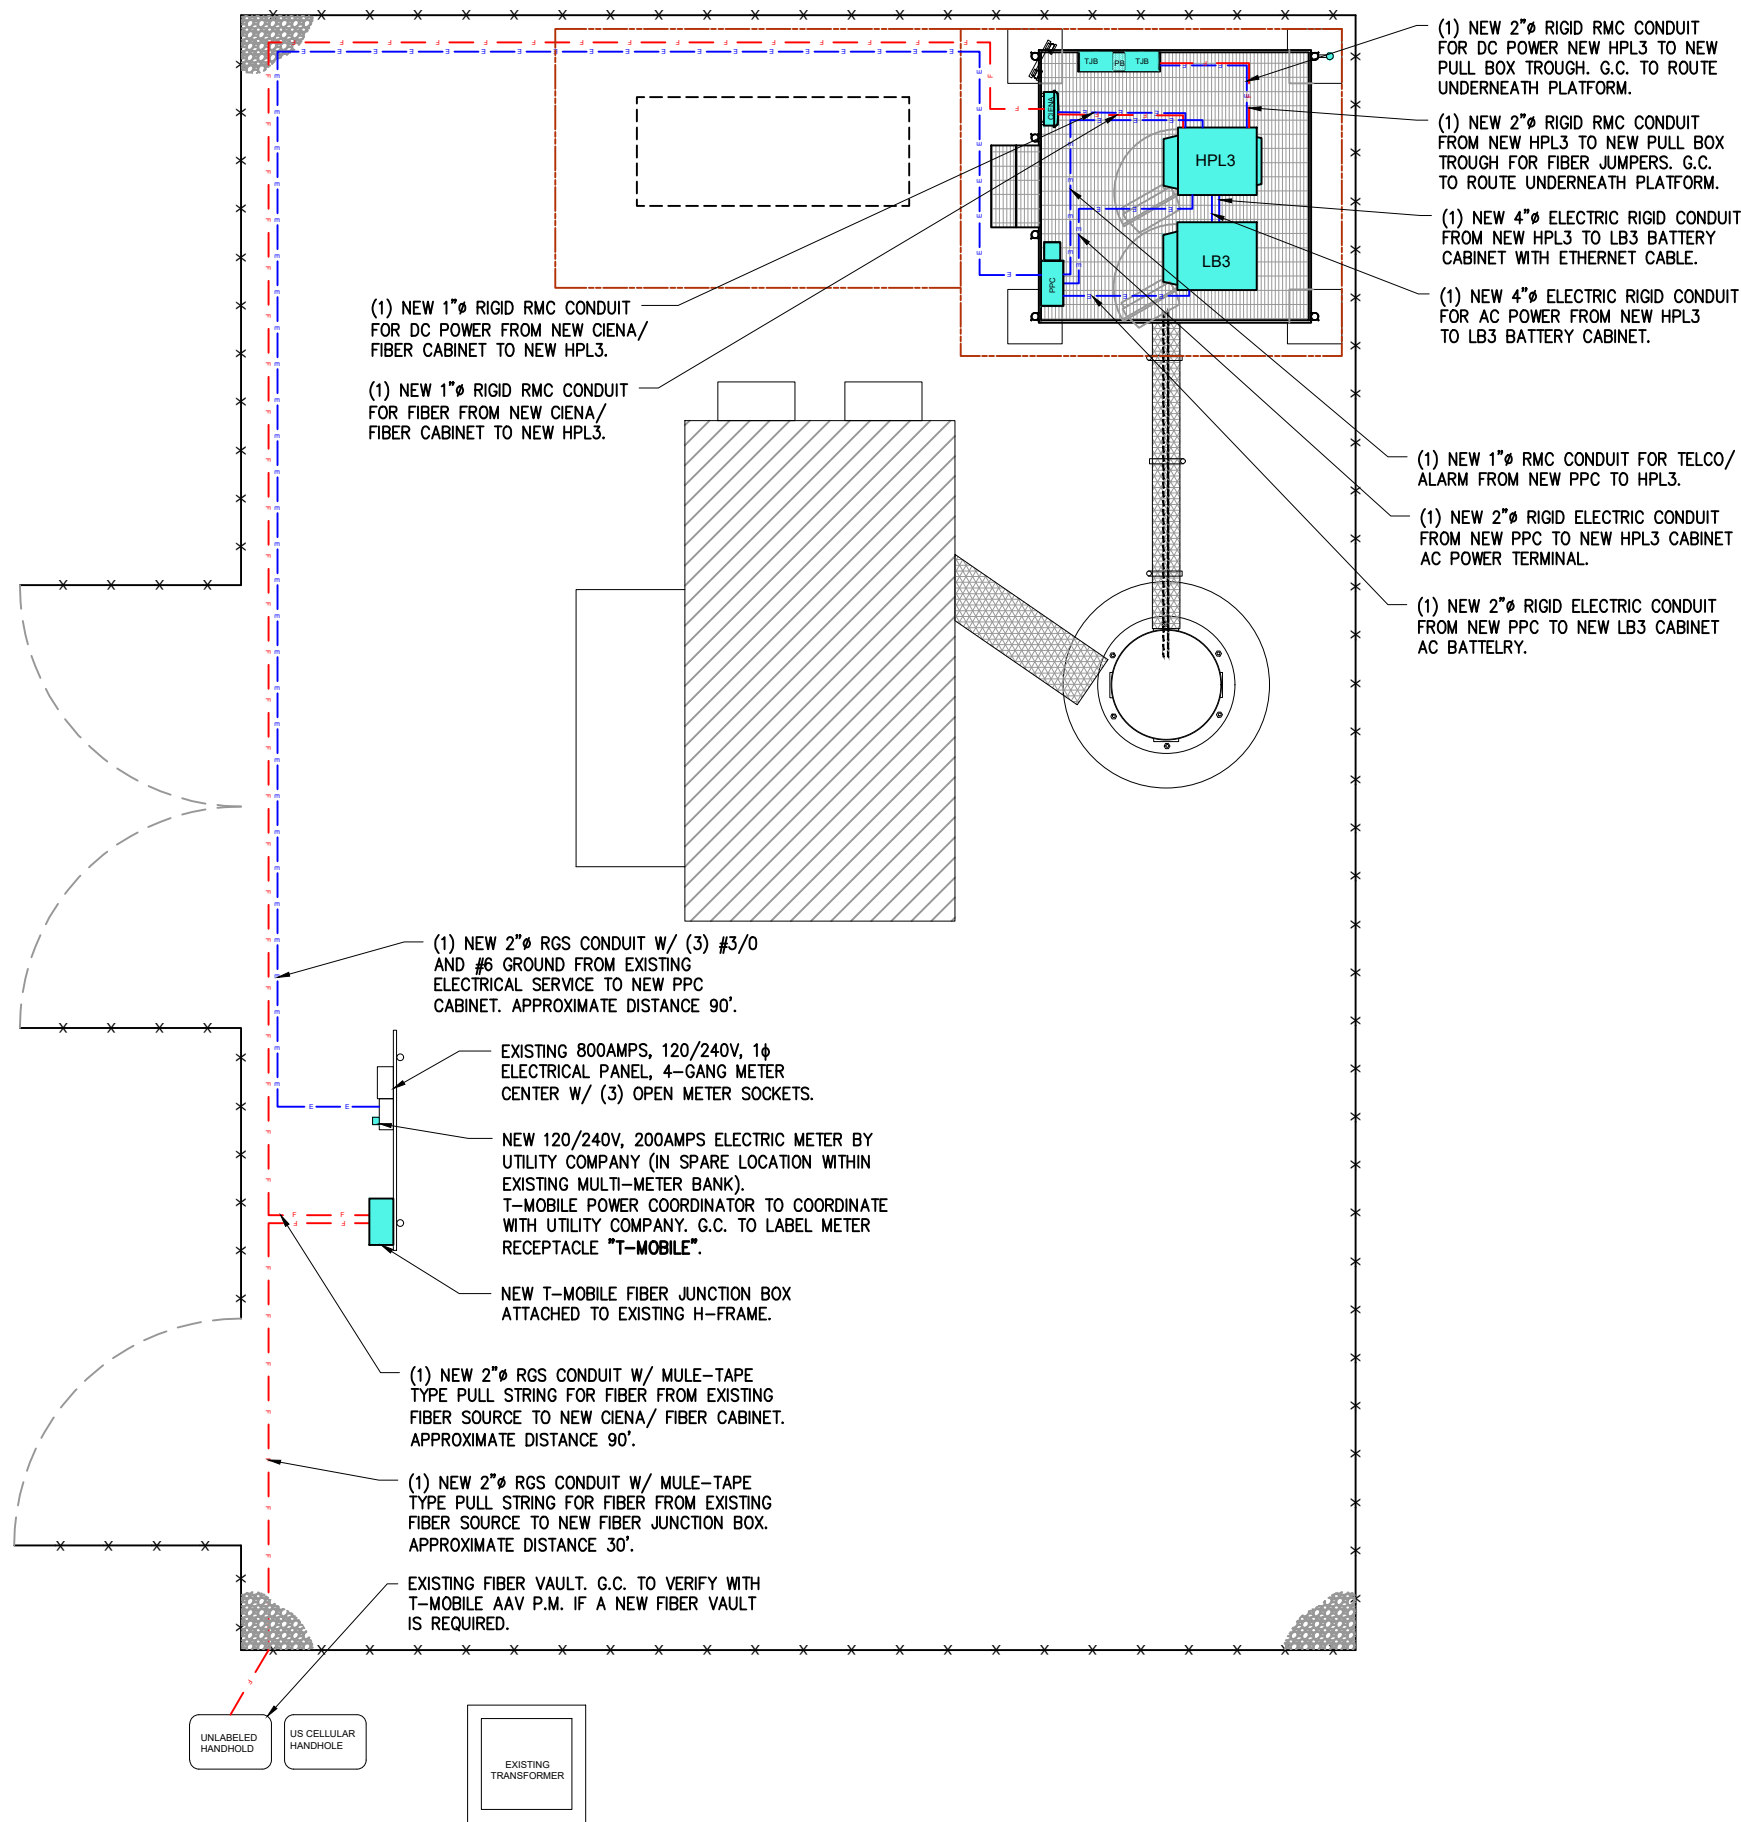 (1) NEW 2"ø RIGID RMC CONDUIT
FOR DC POWER NEW HPL3 TO NEW
PULL BOX TROUGH. G.C. TO ROUTE
UNDERNEATH PLATFORM.
(1) NEW 2"ø RIGID RMC CONDUIT
FROM NEW HPL3 TO NEW PULL BOX
TROUGH FOR FIBER JUMPERS. G.C.
TO ROUTE UNDERNEATH PLATFORM.
(1) NEW 4"ø ELECTRIC RIGID CONDUIT
FROM NEW HPL3 TO LB3 BATTERY
CABINET WITH ETHERNET CABLE.
(1) NEW 4"ø ELECTRIC RIGID CONDUIT
FOR AC POWER FROM NEW HPL3
TO LB3 BATTERY CABINET.
TJB
PB
TJB
CIENA
HPL3
LB3
PPC
(1) NEW 1"ø RIGID RMC CONDUIT
FOR DC POWER FROM NEW CIENA/
FIBER CABINET TO NEW HPL3.
(1) NEW 1"ø RIGID RMC CONDUIT
FOR FIBER FROM NEW CIENA/
FIBER CABINET TO NEW HPL3.
(1) NEW 1"ø RMC CONDUIT FOR TELCO/
ALARM FROM NEW PPC TO HPL3.
(1) NEW 2"ø RIGID ELECTRIC CONDUIT
FROM NEW PPC TO NEW HPL3 CABINET
AC POWER TERMINAL.
(1) NEW 2"ø RIGID ELECTRIC CONDUIT
FROM NEW PPC TO NEW LB3 CABINET
AC BATTELRY.
(1) NEW 2"ø RGS CONDUIT W/ (3) #3/0
AND #6 GROUND FROM EXISTING
ELECTRICAL SERVICE TO NEW PPC
CABINET. APPROXIMATE DISTANCE 90'.
EXISTING 800AMPS, 120/240V, 1ϕ
ELECTRICAL PANEL, 4-GANG METER
CENTER W/ (3) OPEN METER SOCKETS.
NEW 120/240V, 200AMPS ELECTRIC METER BY
UTILITY COMPANY (IN SPARE LOCATION WITHIN
EXISTING MULTI-METER BANK).
T-MOBILE POWER COORDINATOR TO COORDINATE
WITH UTILITY COMPANY. G.C. TO LABEL METER
RECEPTACLE "T-MOBILE".
NEW T-MOBILE FIBER JUNCTION BOX
ATTACHED TO EXISTING H-FRAME.
(1) NEW 2"ø RGS CONDUIT W/ MULE-TAPE
TYPE PULL STRING FOR FIBER FROM EXISTING
FIBER SOURCE TO NEW CIENA/ FIBER CABINET.
APPROXIMATE DISTANCE 90'.
(1) NEW 2"ø RGS CONDUIT W/ MULE-TAPE
TYPE PULL STRING FOR FIBER FROM EXISTING
FIBER SOURCE TO NEW FIBER JUNCTION BOX.
APPROXIMATE DISTANCE 30'.
EXISTING FIBER VAULT. G.C. TO VERIFY WITH
T-MOBILE AAV P.M. IF A NEW FIBER VAULT
IS REQUIRED.
UNLABELED
HANDHOLD
US CELLULAR
HANDHOLE
EXISTING
TRANSFORMER